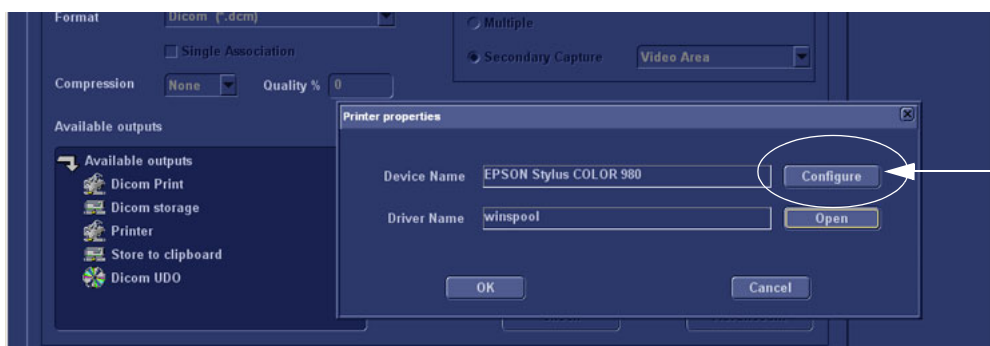 Format Dicom (*.dcm)
Multiple
Single Association
Secondary Capture Video Area
Compression None Quality % 0
Available outputs
Printer properties
Available outputs
Dicom Print
Dicom storage
Printer
Store to clipboard
Dicom UDO
Device Name EPSON Stylus COLOR 980 Configure
Driver Name winspool Open
OK Cancel